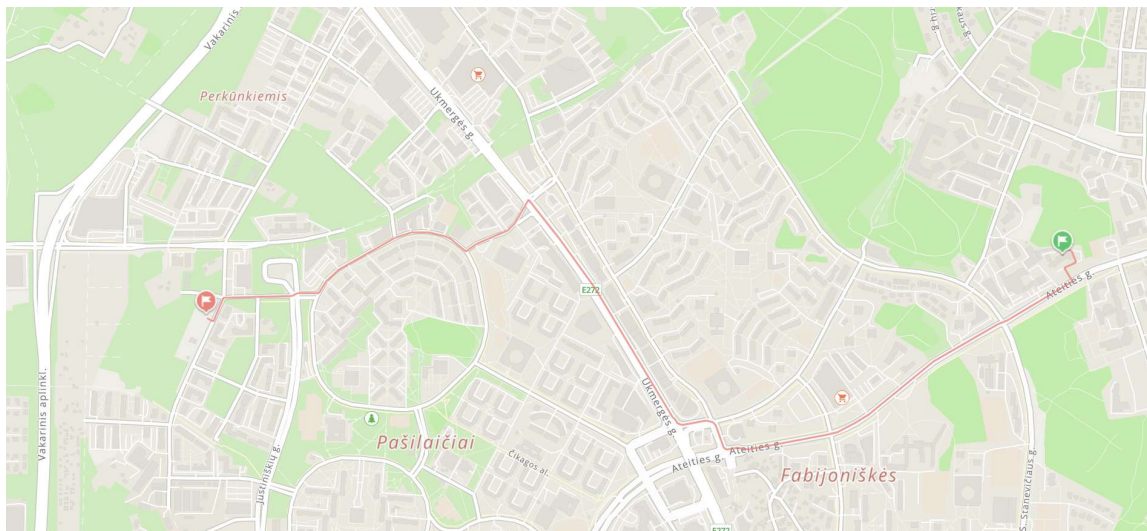 Vakarinis
Perkūnkiemis
Ukmergės g.
E272
Ateities g.
Ukmergės g.
Ateities g.
Ateities g.
Pašilaičiai
Čikagos al.
Fabijoniškės
Justiniškių g.
Vakarinis aplinkl.
S. Stanevičiaus g.
E272